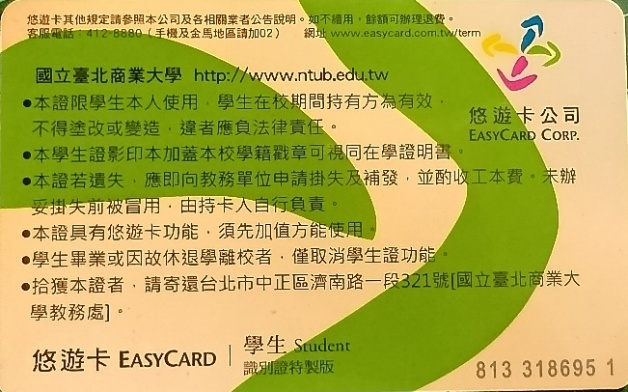 悠遊卡其他規定請參照本公司及各相關業者公告說明。如不續用，餘額可辦理退費。
客服電話：412-8880（手機及金馬地區請加02） 網址 www.easycard.com.tw/term
國立臺北商業大學 http://www.ntub.edu.tw
●本證限學生本人使用，學生在校期間持有方為有效，
不得塗改或變造，違者應負法律責任。
●本學生證影印本加蓋本校學籍戳章可視同在學證明書。
●本證若遺失，應即向教務單位申請掛失及補發，並酌收工本費。未辦
妥掛失前被冒用，由持卡人自行負責。
●本證具有悠遊卡功能，須先加值方能使用。
●學生畢業或因故休退學離校者，僅取消學生證功能。
●拾獲本證者，請寄還台北市中正區濟南路一段321號[國立臺北商業大
學教務處]。
悠遊卡公司
EASYCARD CORP.
悠遊卡 EASYCARD | 學生 Student
識別證特製版
813 318695 1